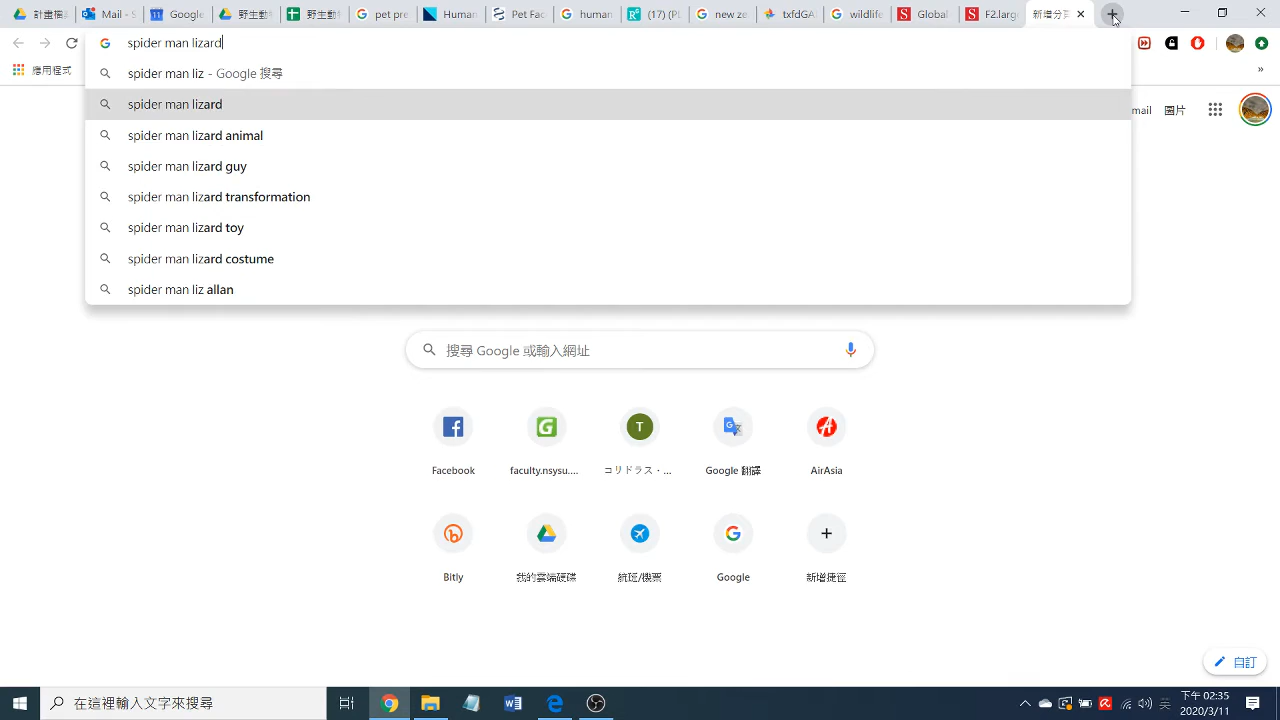 計畫懷
Mail -
Googl
野生動
野生動
pet pre
Human
Pet Exc
human
(17) (PD
new ze
EndGA
wildlife
Global
F2.larg
新增分頁
spider man lizard
應用程式
spider man liz - Google 搜尋
spider man lizard
mail 圖片
spider man lizard animal
spider man lizard guy
spider man lizard transformation
spider man lizard toy
spider man lizard costume
spider man liz allan
搜尋 Google 或輸入網址
T
Facebook
faculty.nsysu....
コリドラス・...
Google 翻譯
AirAsia
Bitly
我的雲端硬碟
航班/機票
Google
新增捷徑
自訂
在這裡輸入文字來搜尋
下午 02:35
2020/3/11